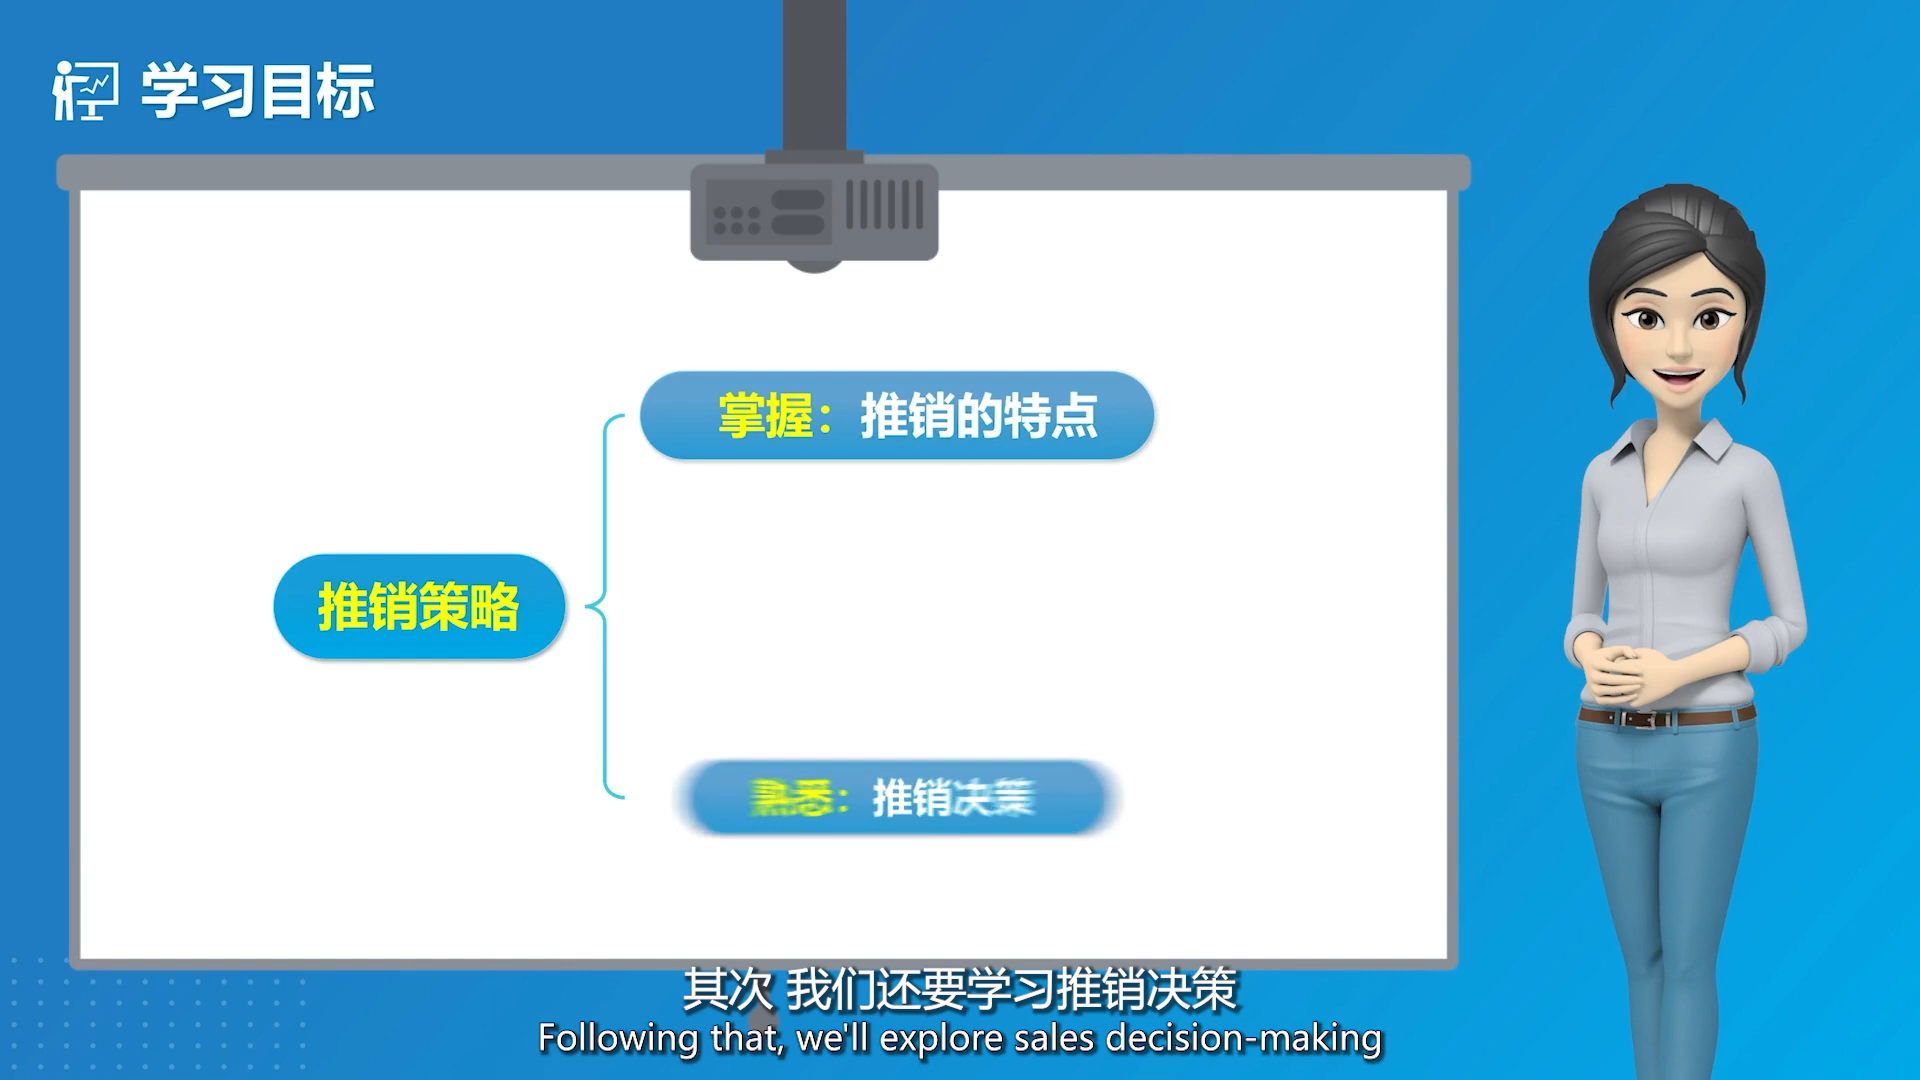 学习目标
掌握：推销的特点
推销策略
熟悉：推销决策
其次 我们还要学习推销决策
Following that, we'll explore sales decision-making